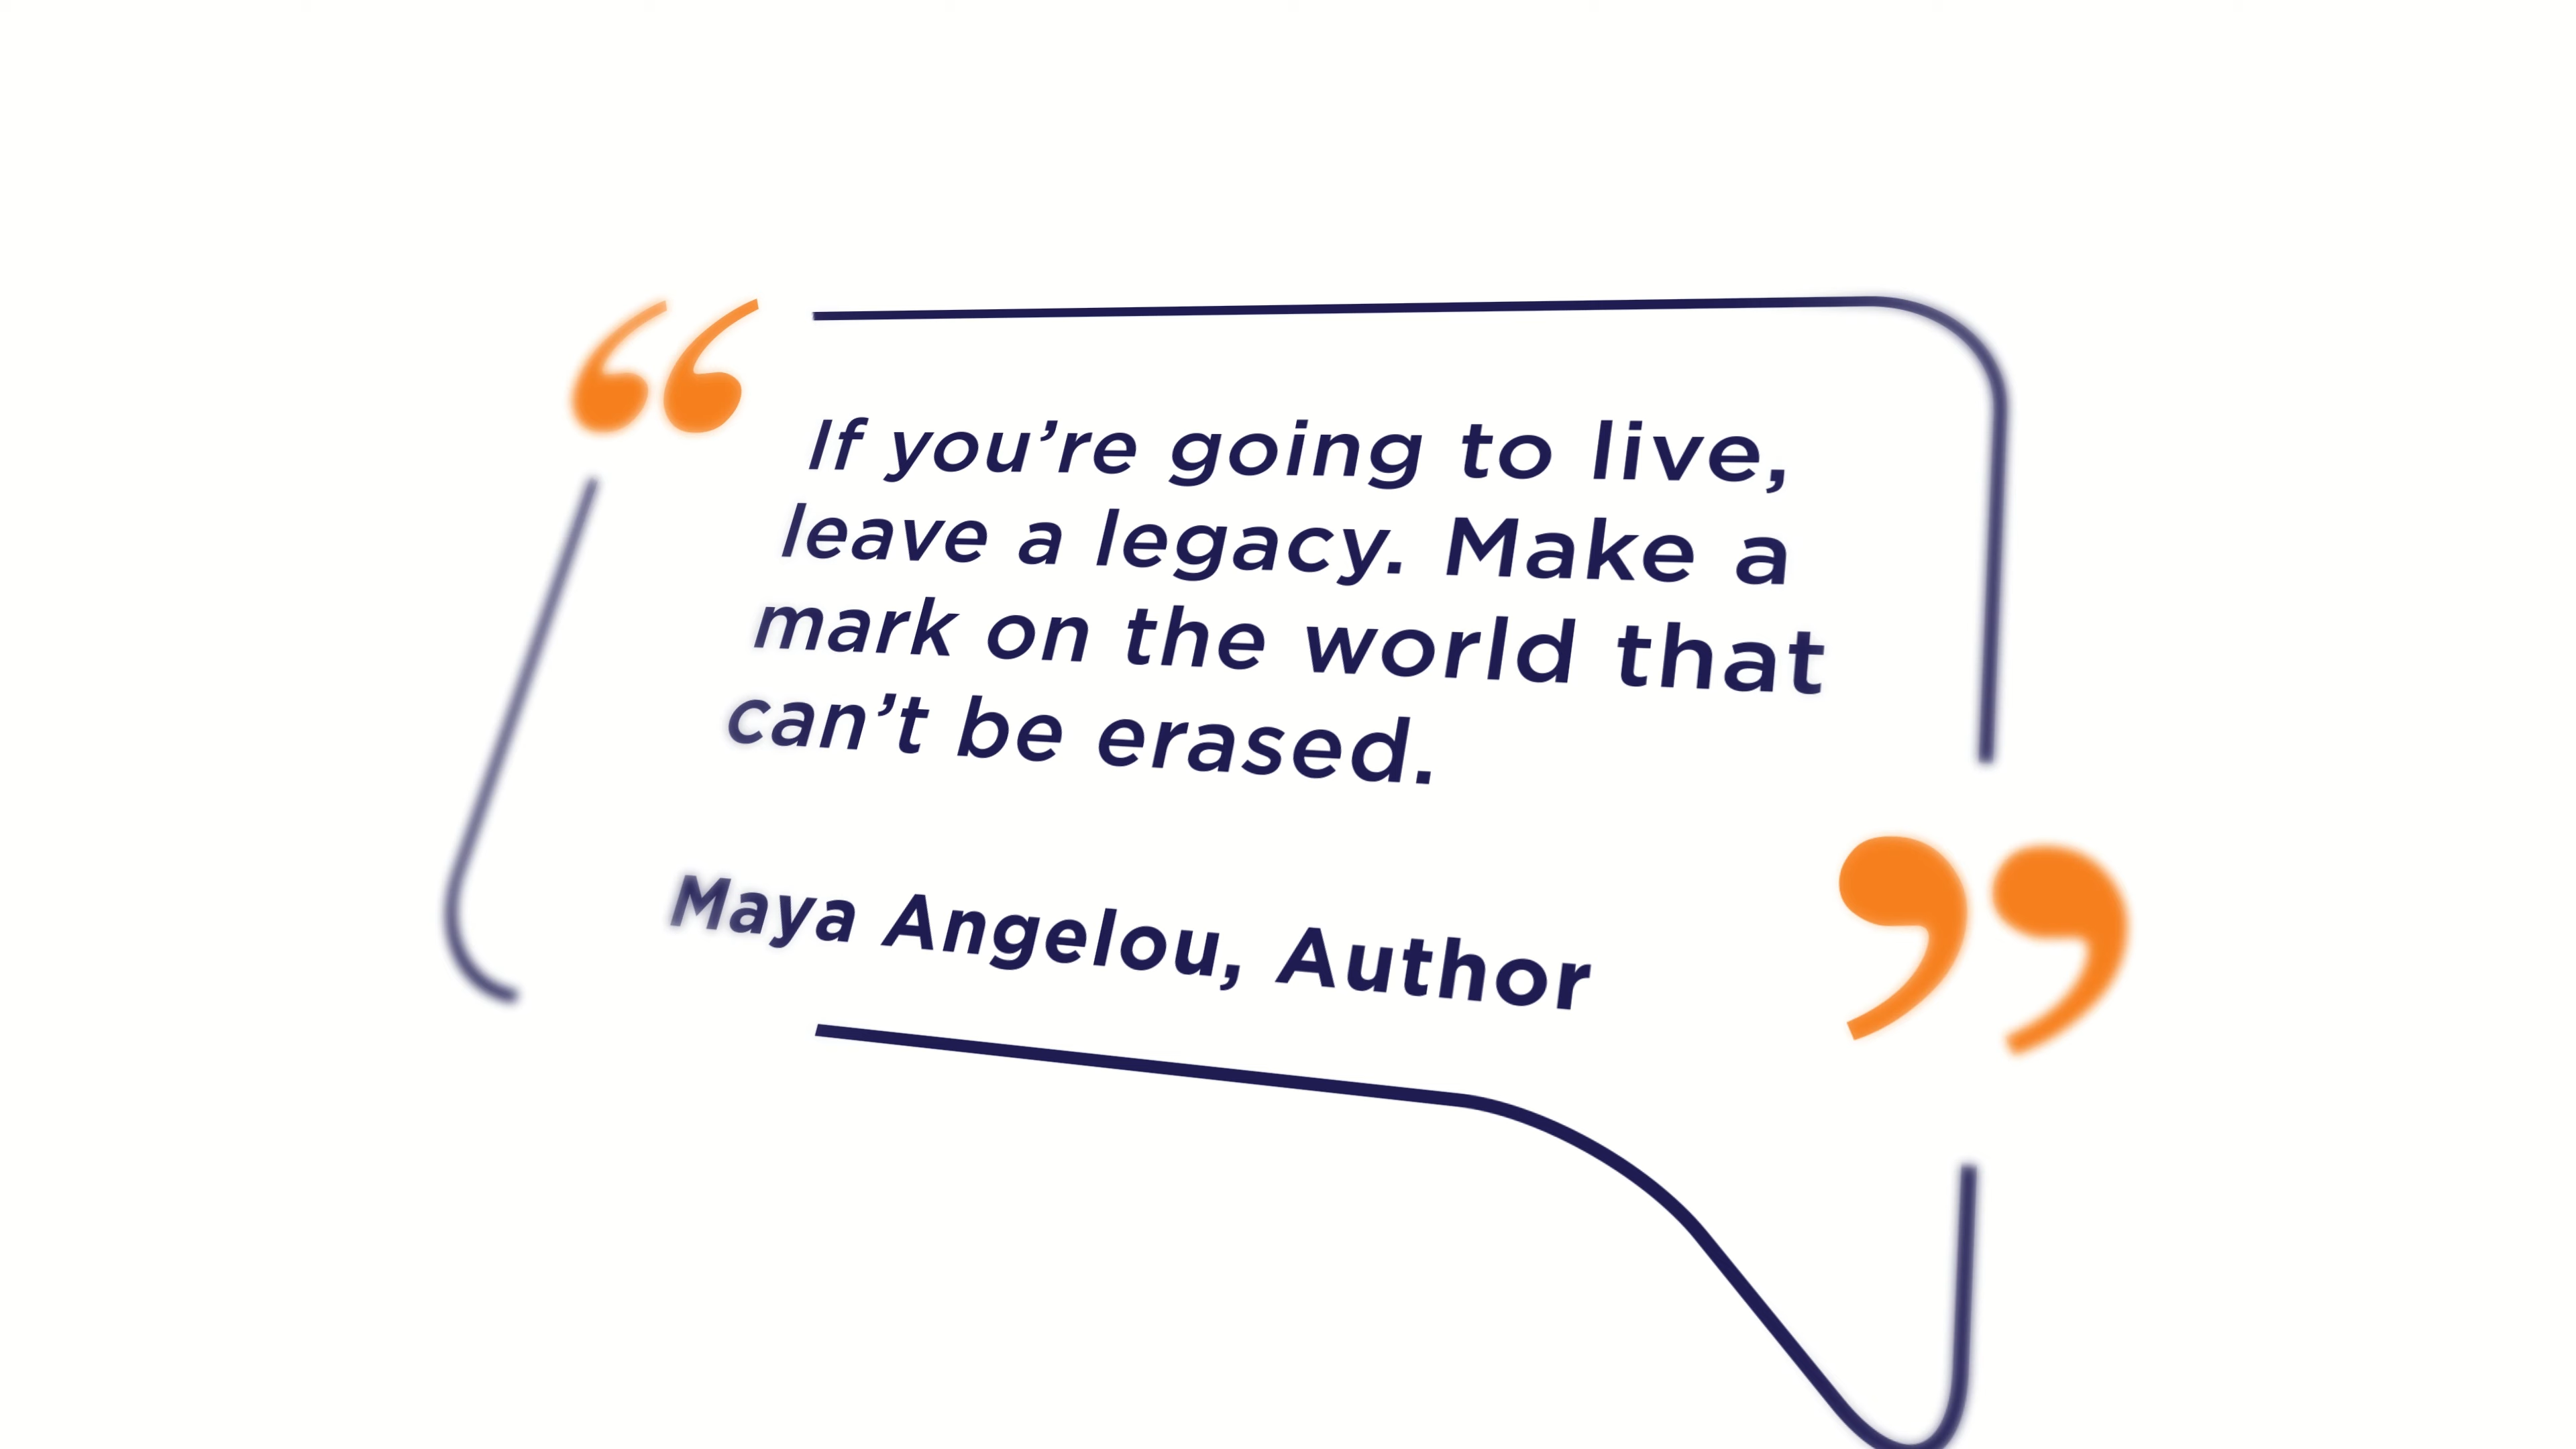 “
If you’re going to live,
leave a legacy. Make a
mark on the world that
can’t be erased.
Maya Angelou, Author
”